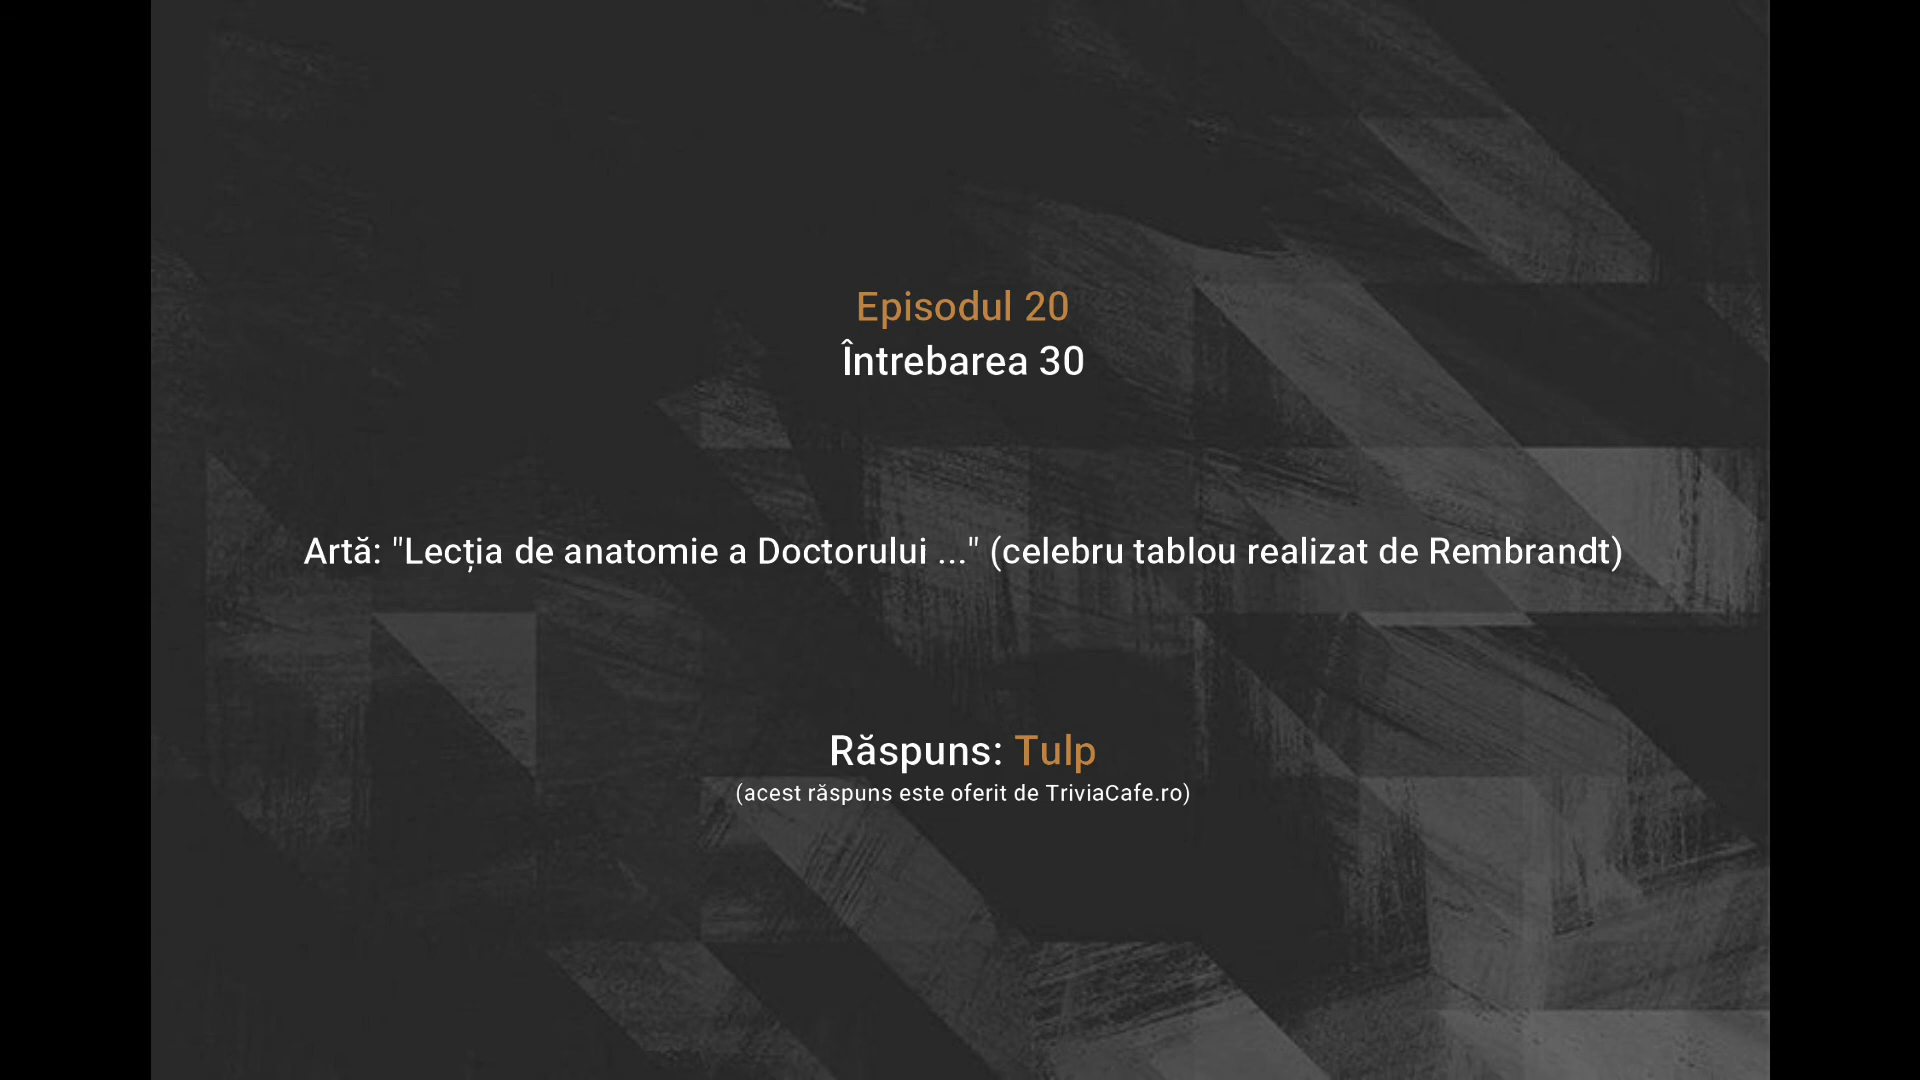 Episodul 20
Întrebarea 30
Artă: "Lecția de anatomie a Doctorului ..." (celebru tablou realizat de Rembrandt)
Răspuns: Tulp
(acest răspuns este oferit de TriviaCafe.ro)